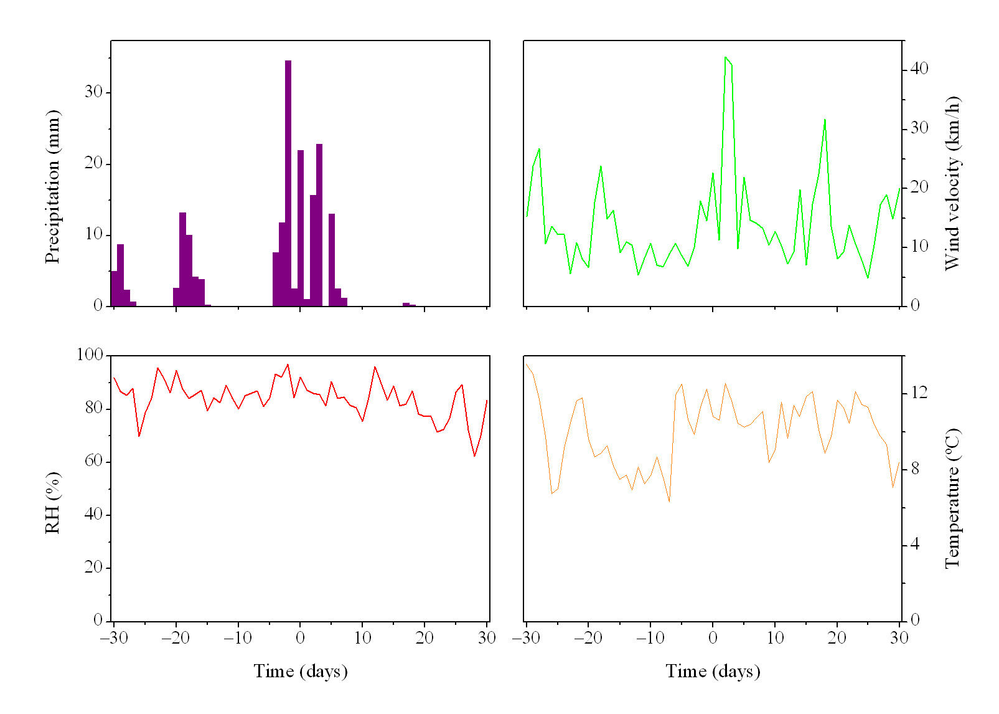 Precipitation (mm)
30
20
10
0
40
30
20
10
0
Wind velocity (km/h)
RH (%)
100
80
60
40
20
0
12
8
4
0
Temperature (ºC)
–30 –20 –10 0 10 20 30
–30 –20 –10 0 10 20 30
Time (days)
Time (days)